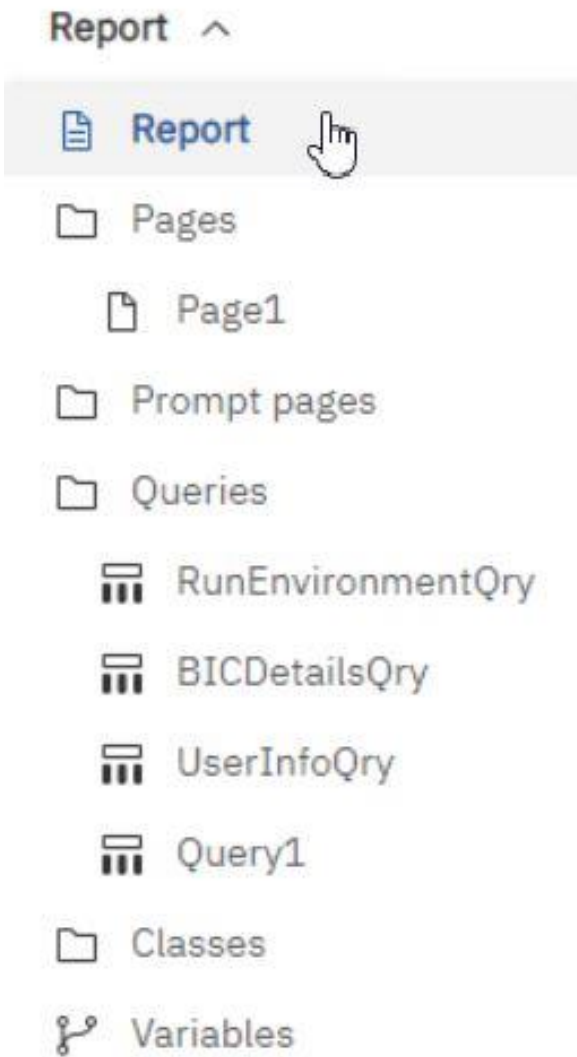 Report
Report
Pages
Page1
Prompt pages
Queries
RunEnvironmentQry
BICDetailsQry
UserInfoQry
Query1
Classes
Variables